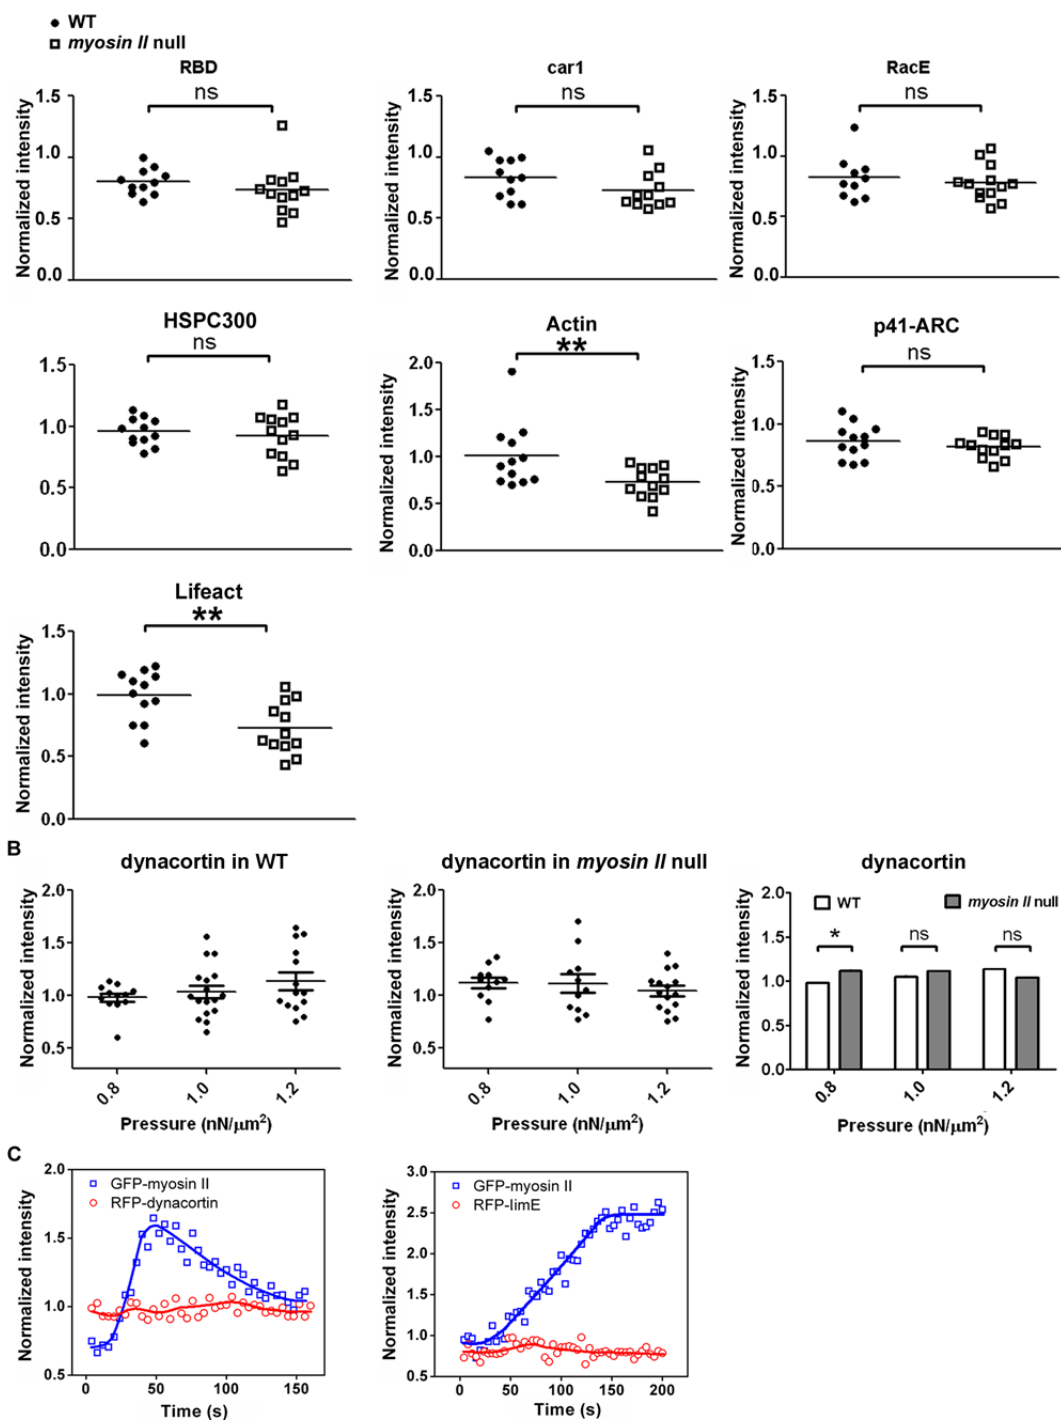 WT
myosin II null
RBD
car1
RacE
ns
ns
ns
Normalized intensity
1.5
1.0
0.5
0.0
Normalized intensity
1.5
1.0
0.5
0.0
Normalized intensity
1.5
1.0
0.5
0.0
HSPC300
Actin
p41-ARC
ns
**
ns
Normalized intensity
1.5
1.0
0.5
0.0
Normalized intensity
2.0
1.5
1.0
0.5
0.0
Normalized intensity
1.5
1.0
0.5
0.0
Lifeact
**
Normalized intensity
1.5
1.0
0.5
0.0
B
dynacortin in WT
Normalized intensity
2.0
1.5
1.0
0.5
0.8
1.0
1.2
Pressure (nN/μm²)
dynacortin in myosin II null
Normalized intensity
2.0
1.5
1.0
0.5
0.8
1.0
1.2
Pressure (nN/μm²)
dynacortin
WT
myosin II null
*
ns
ns
Normalized intensity
2.0
1.5
1.0
0.5
0.0
0.8
1.0
1.2
Pressure (nN/μm²)
C
GFP-myosin II
RFP-dynacortin
Normalized intensity
2.0
1.5
1.0
0.5
0
50
100
150
Time (s)
GFP-myosin II
RFP-limE
Normalized intensity
3.0
2.5
2.0
1.5
1.0
0.5
0
50
100
150
200
Time (s)